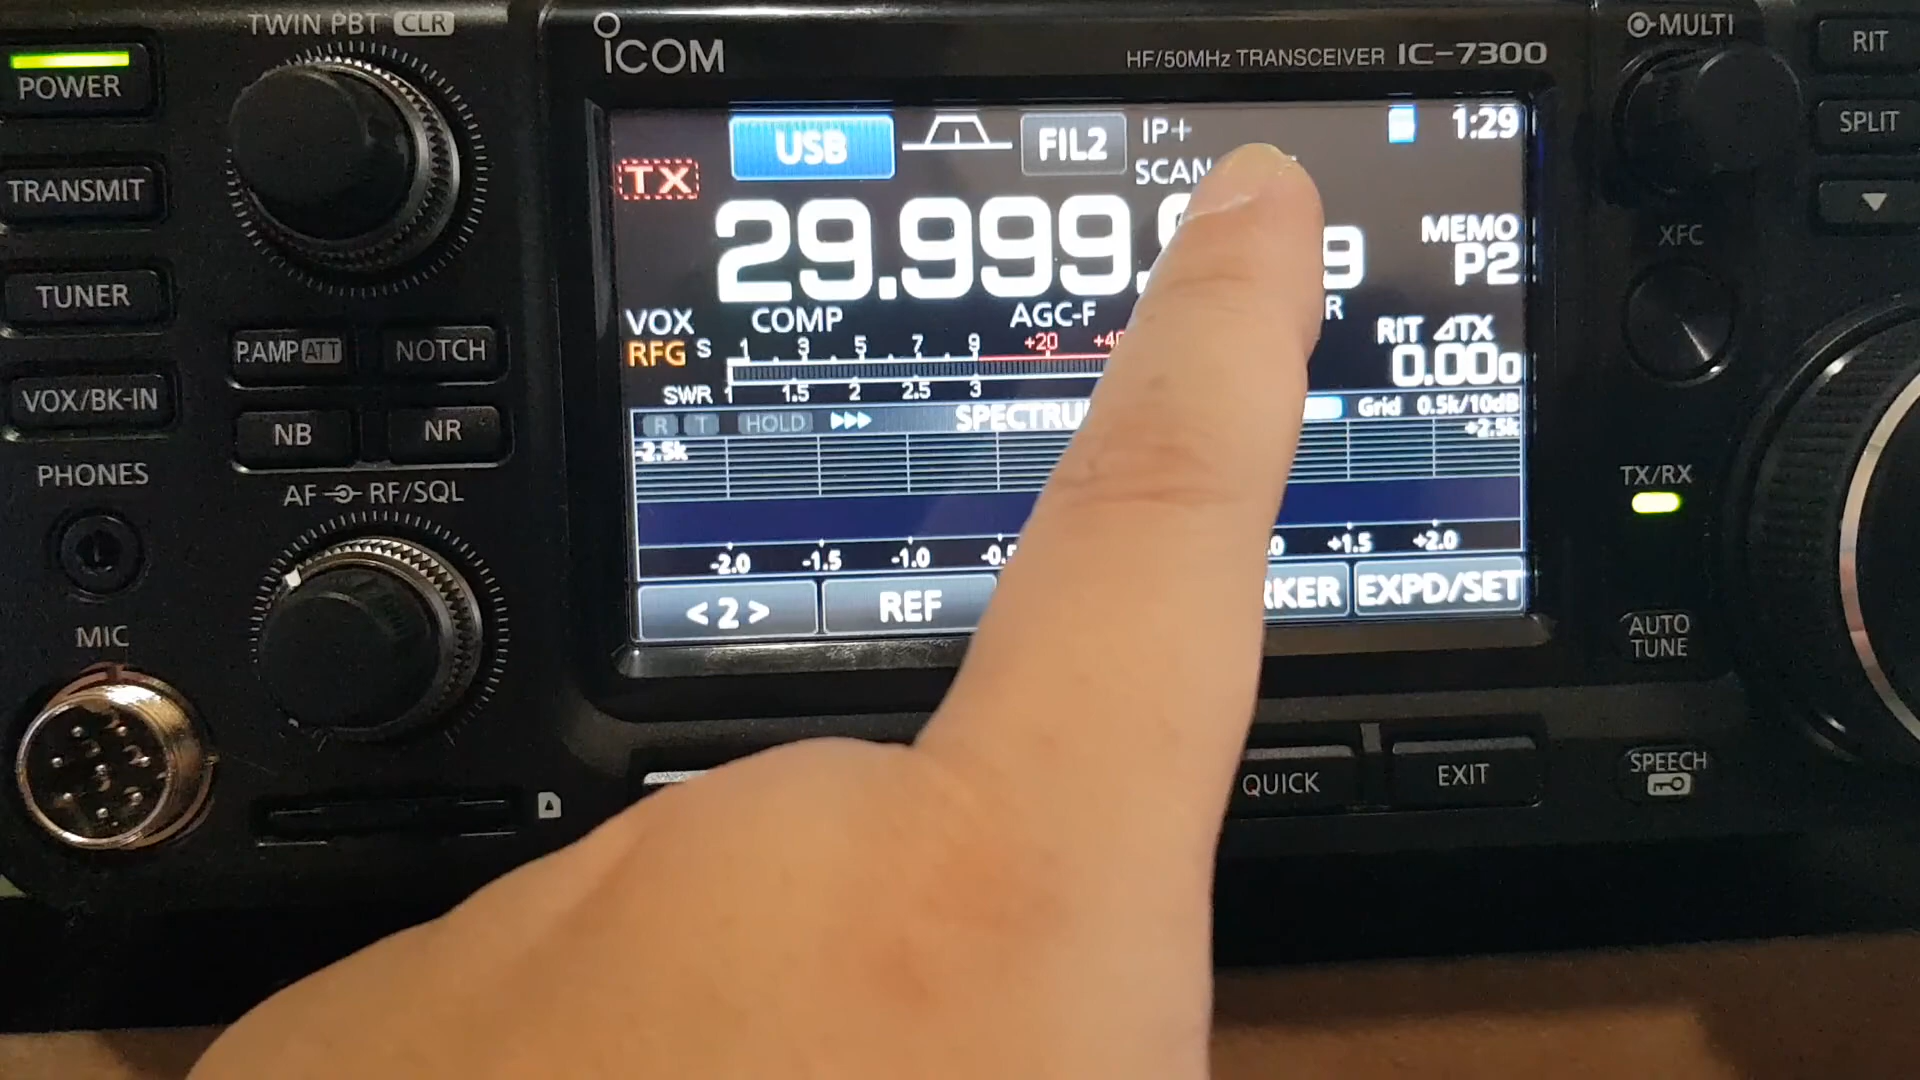 TWIN PBT CLR
ICOM
HF/50MHz TRANSCEIVER IC-7300
MULTI
RIT
POWER
USB
FIL2
IP+
1:29
SPLIT
TX
SCAN
TRANSMIT
29.999.
9
MEMO
P2
XFC
TUNER
VOX
COMP
AGC-F
R
RIT ⊿TX
0.00
P.AMP ATT
NOTCH
RFG
S 1 3 5 7 9 +20 +40
SWR 1 1.5 2 2.5 3
VOX/BK-IN
R T HOLD
Grid 0.5k/10dB
-2.5k
+2.5k
NB
NR
PHONES
TX/RX
AF RF/SQL
-2.0 -1.5 -1.0
+1.5 +2.0
< 2 >
REF
EXPD/SET
MIC
AUTO
TUNE
QUICK
EXIT
SPEECH